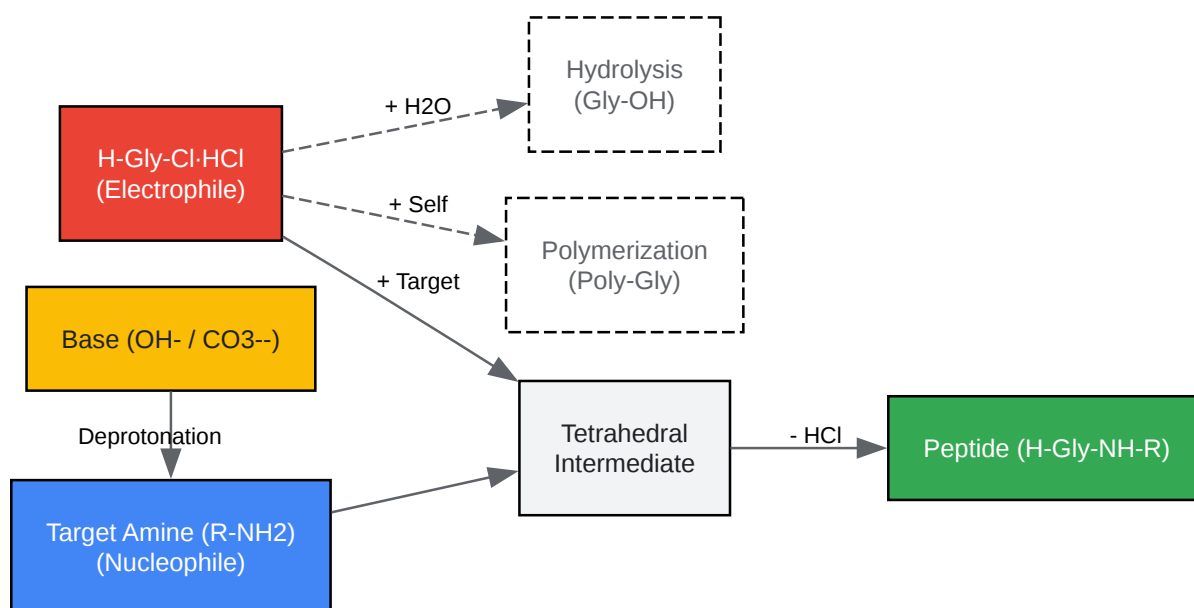 Hydrolysis
(Gly-OH)
+ H2O
H-Gly-Cl·HCl
(Electrophile)
+ Self
Polymerization
(Poly-Gly)
+ Target
Base (OH- / CO3--)
Deprotonation
Tetrahedral
Intermediate
- HCl
Peptide (H-Gly-NH-R)
Target Amine (R-NH2)
(Nucleophile)